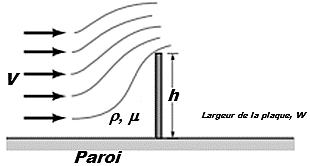 V
h
ρ, μ
Largeur de la plaque, W
Paroi